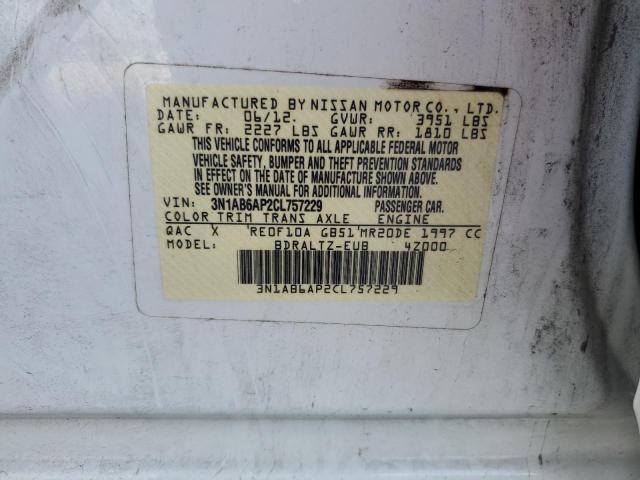 MANUFACTURED BY NISSAN MOTOR CO., LTD.
DATE: 06/12. GVWR: 3951 LBS
GAWR FR: 2227 LBS GAWR RR: 1810 LBS
THIS VEHICLE CONFORMS TO ALL APPLICABLE FEDERAL MOTOR
VEHICLE SAFETY, BUMPER AND THEFT PREVENTION STANDARDS
IN EFFECT ON THE DATE OF MANUFACTURE SHOWN ABOVE.
SEE OWNER'S MANUAL FOR ADDITIONAL INFORMATION.
VIN: 3N1AB6AP2CL757229 PASSENGER CAR.
COLOR TRIM TRANS AXLE ENGINE
QAC X RE0F10A GB51 MR20DE 1997 CC
MODEL: BDRALTZ-EUB 4Z000
3N1AB6AP2CL757229